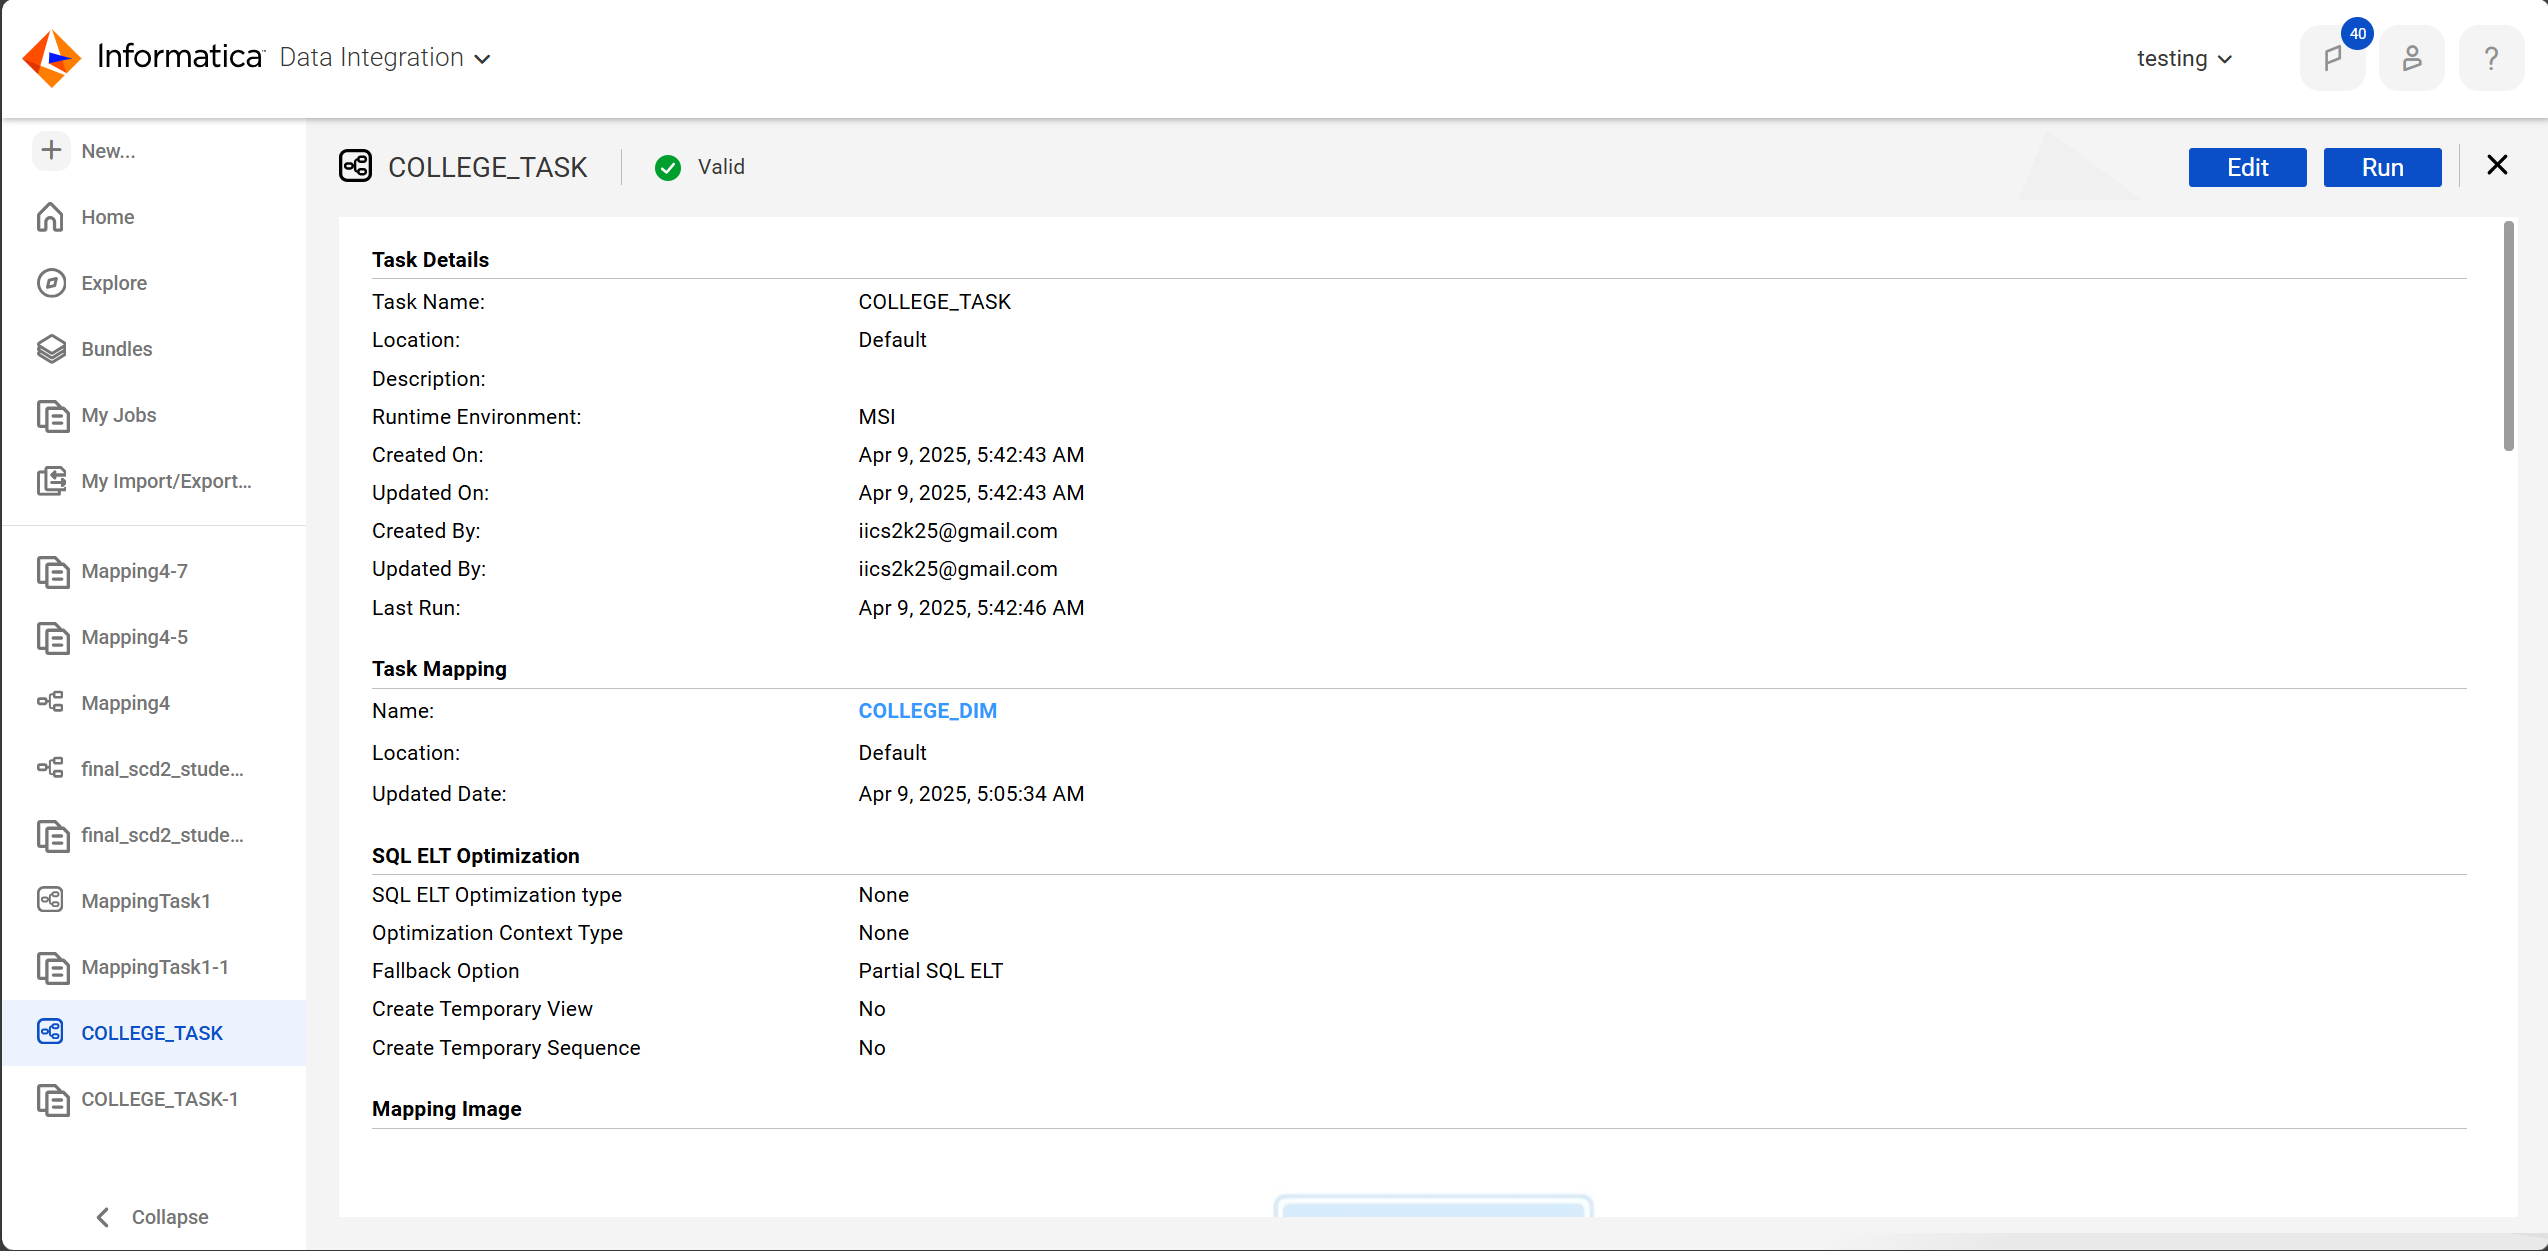 Informatica Data Integration
testing
40
?
New...
Home
Explore
Bundles
My Jobs
My Import/Export...
Mapping4-7
Mapping4-5
Mapping4
final_scd2_stude...
final_scd2_stude...
MappingTask1
MappingTask1-1
COLLEGE_TASK
COLLEGE_TASK-1
Collapse
COLLEGE_TASK Valid
Edit Run
Task Details
Task Name: COLLEGE_TASK
Location: Default
Description:
Runtime Environment: MSI
Created On: Apr 9, 2025, 5:42:43 AM
Updated On: Apr 9, 2025, 5:42:43 AM
Created By: iics2k25@gmail.com
Updated By: iics2k25@gmail.com
Last Run: Apr 9, 2025, 5:42:46 AM
Task Mapping
Name: COLLEGE_DIM
Location: Default
Updated Date: Apr 9, 2025, 5:05:34 AM
SQL ELT Optimization
SQL ELT Optimization type None
Optimization Context Type None
Fallback Option Partial SQL ELT
Create Temporary View No
Create Temporary Sequence No
Mapping Image